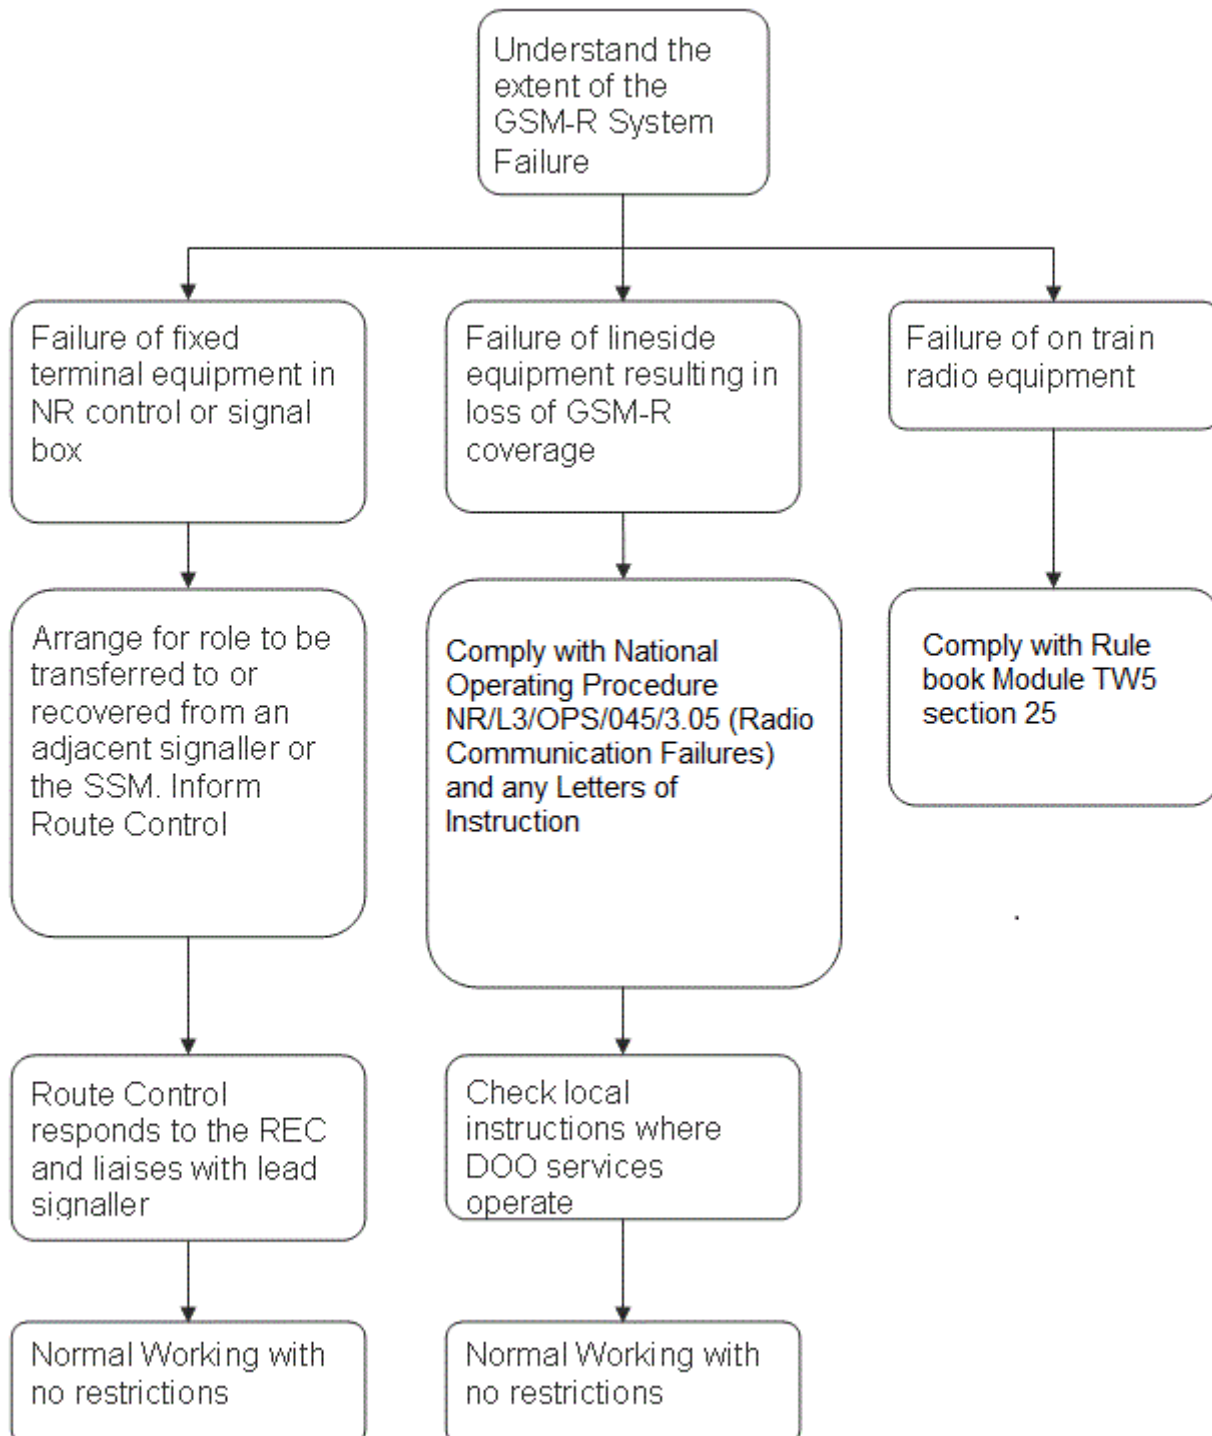 Understand the
extent of the
GSM-R System
Failure
Failure of fixed
terminal equipment in
NR control or signal
box
Failure of lineside
equipment resulting in
loss of GSM-R
coverage
Failure of on train
radio equipment
Arrange for role to be
transferred to or
recovered from an
adjacent signaller or
the SSM. Inform
Route Control
Comply with National
Operating Procedure
NR/L3/OPS/045/3.05 (Radio
Communication Failures)
and any Letters of
Instruction
Comply with Rule
book Module TW5
section 25
Route Control
responds to the REC
and liaises with lead
signaller
Check local
instructions where
DOO services
operate
Normal Working with
no restrictions
Normal Working with
no restrictions